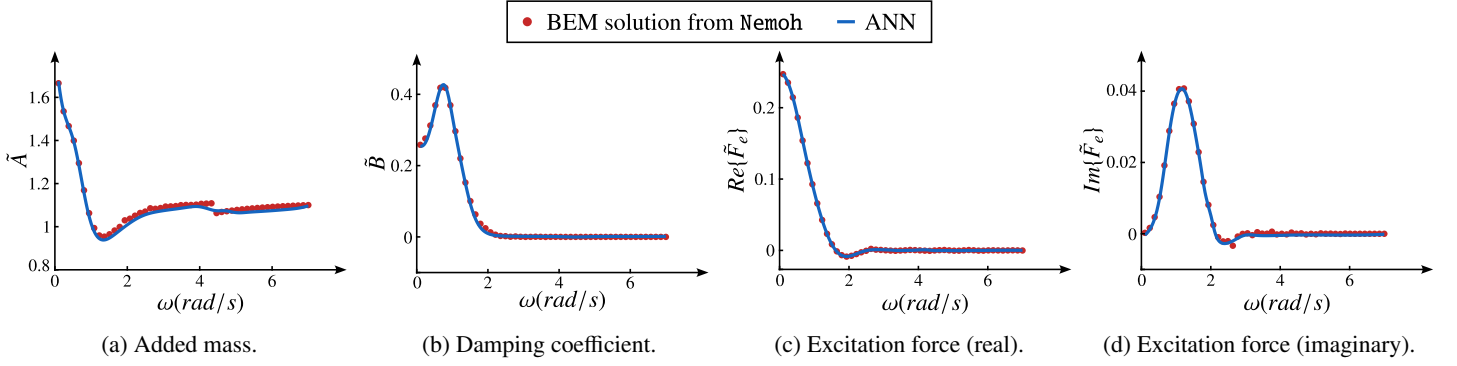 BEM solution from Nemoh ANN
Ã
1.6
1.4
1.2
1
0.8
0 2 4 6
ω(rad/s)
(a) Added mass.
B̃
0.4
0.2
0
0 2 4 6
ω(rad/s)
(b) Damping coefficient.
Re{F̃e}
0.2
0.1
0
0 2 4 6
ω(rad/s)
(c) Excitation force (real).
Im{F̃e}
0.04
0.02
0
0 2 4 6
ω(rad/s)
(d) Excitation force (imaginary).